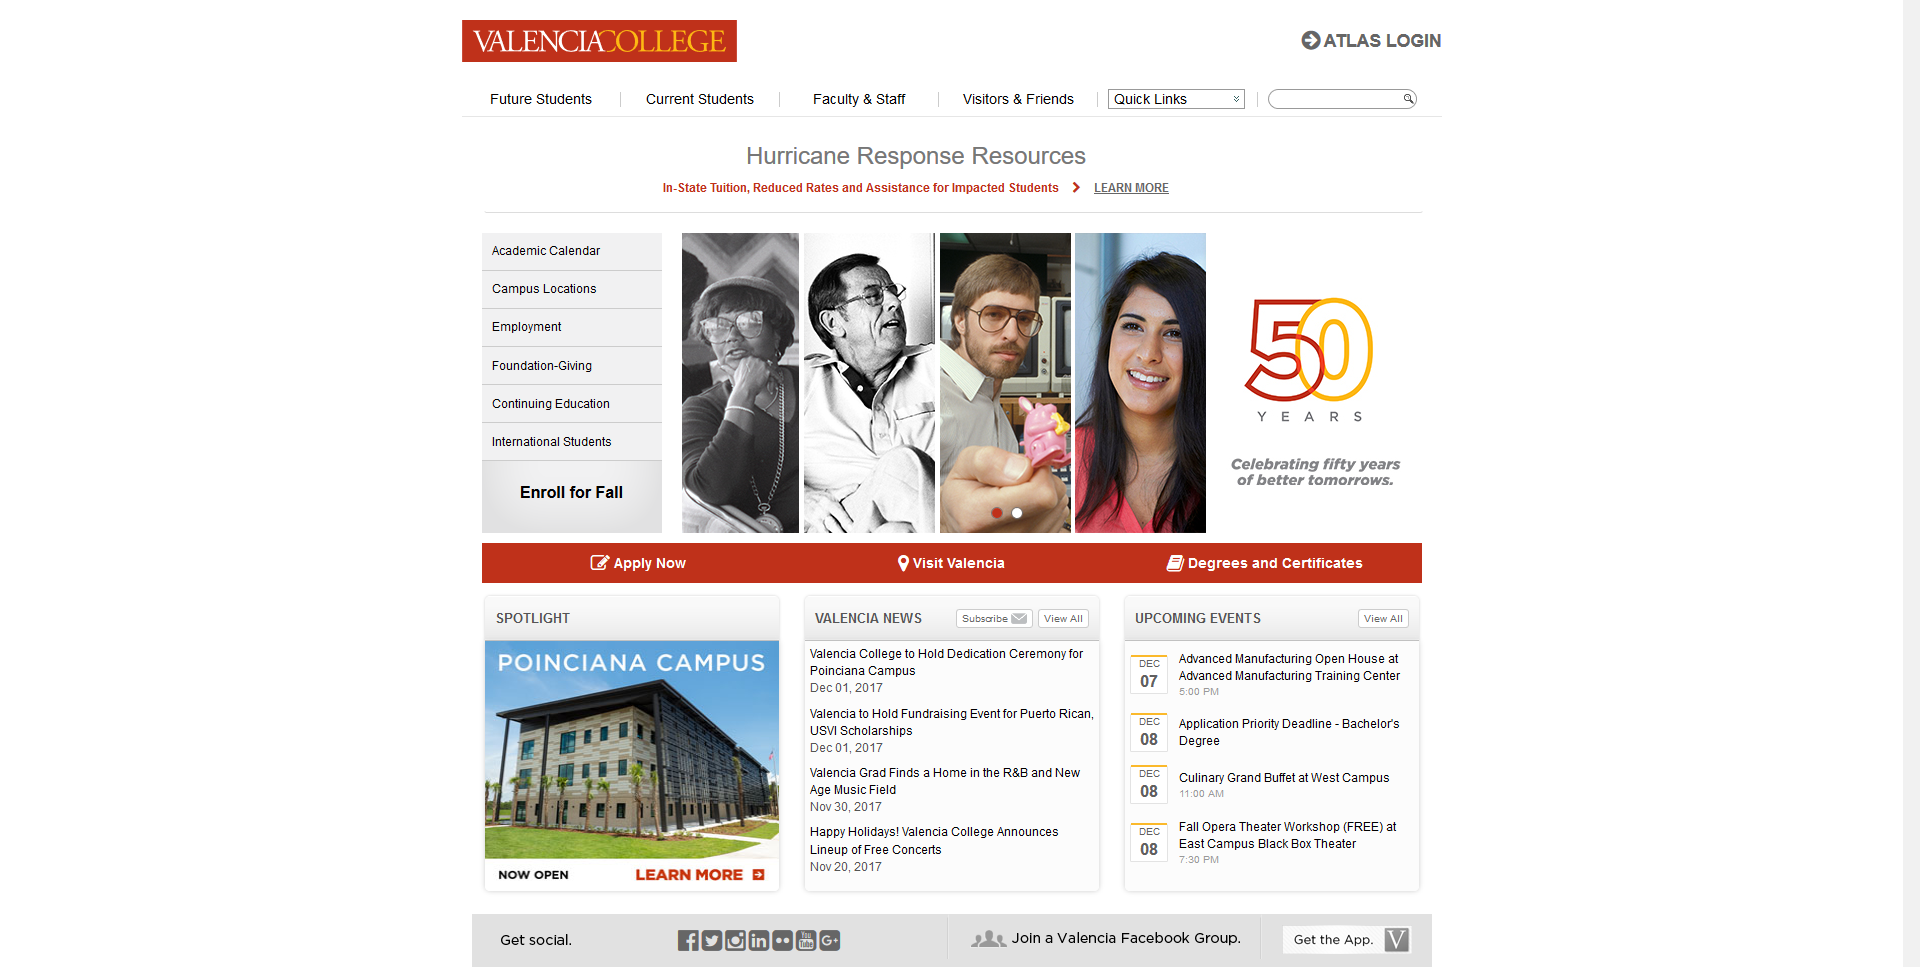 VALENCIACOLLEGE
ATLAS LOGIN
Future Students
Current Students
Faculty & Staff
Visitors & Friends
Quick Links
Hurricane Response Resources
In-State Tuition, Reduced Rates and Assistance for Impacted Students
LEARN MORE
Academic Calendar
Campus Locations
Employment
Foundation-Giving
Continuing Education
International Students
Enroll for Fall
50
YEARS
Celebrating fifty years
of better tomorrows.
Apply Now
Visit Valencia
Degrees and Certificates
SPOTLIGHT
POINCIANA CAMPUS
NOW OPEN
LEARN MORE
VALENCIA NEWS
Subscribe
View All
Valencia College to Hold Dedication Ceremony for
Poinciana Campus
Dec 01, 2017
Valencia to Hold Fundraising Event for Puerto Rican,
USVI Scholarships
Dec 01, 2017
Valencia Grad Finds a Home in the R&B and New
Age Music Field
Nov 30, 2017
Happy Holidays! Valencia College Announces
Lineup of Free Concerts
Nov 20, 2017
UPCOMING EVENTS
View All
DEC
07
Advanced Manufacturing Open House at
Advanced Manufacturing Training Center
5:00 PM
DEC
08
Application Priority Deadline - Bachelor's
Degree
DEC
08
Culinary Grand Buffet at West Campus
11:00 AM
DEC
08
Fall Opera Theater Workshop (FREE) at
East Campus Black Box Theater
7:30 PM
Get social.
You
Tube
G+
Join a Valencia Facebook Group.
Get the App.
V